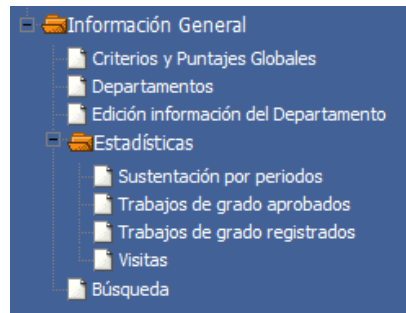 Información General
Criterios y Puntajes Globales
Departamentos
Edición información del Departamento
Estadísticas
Sustentación por periodos
Trabajos de grado aprobados
Trabajos de grado registrados
Visitas
Búsqueda